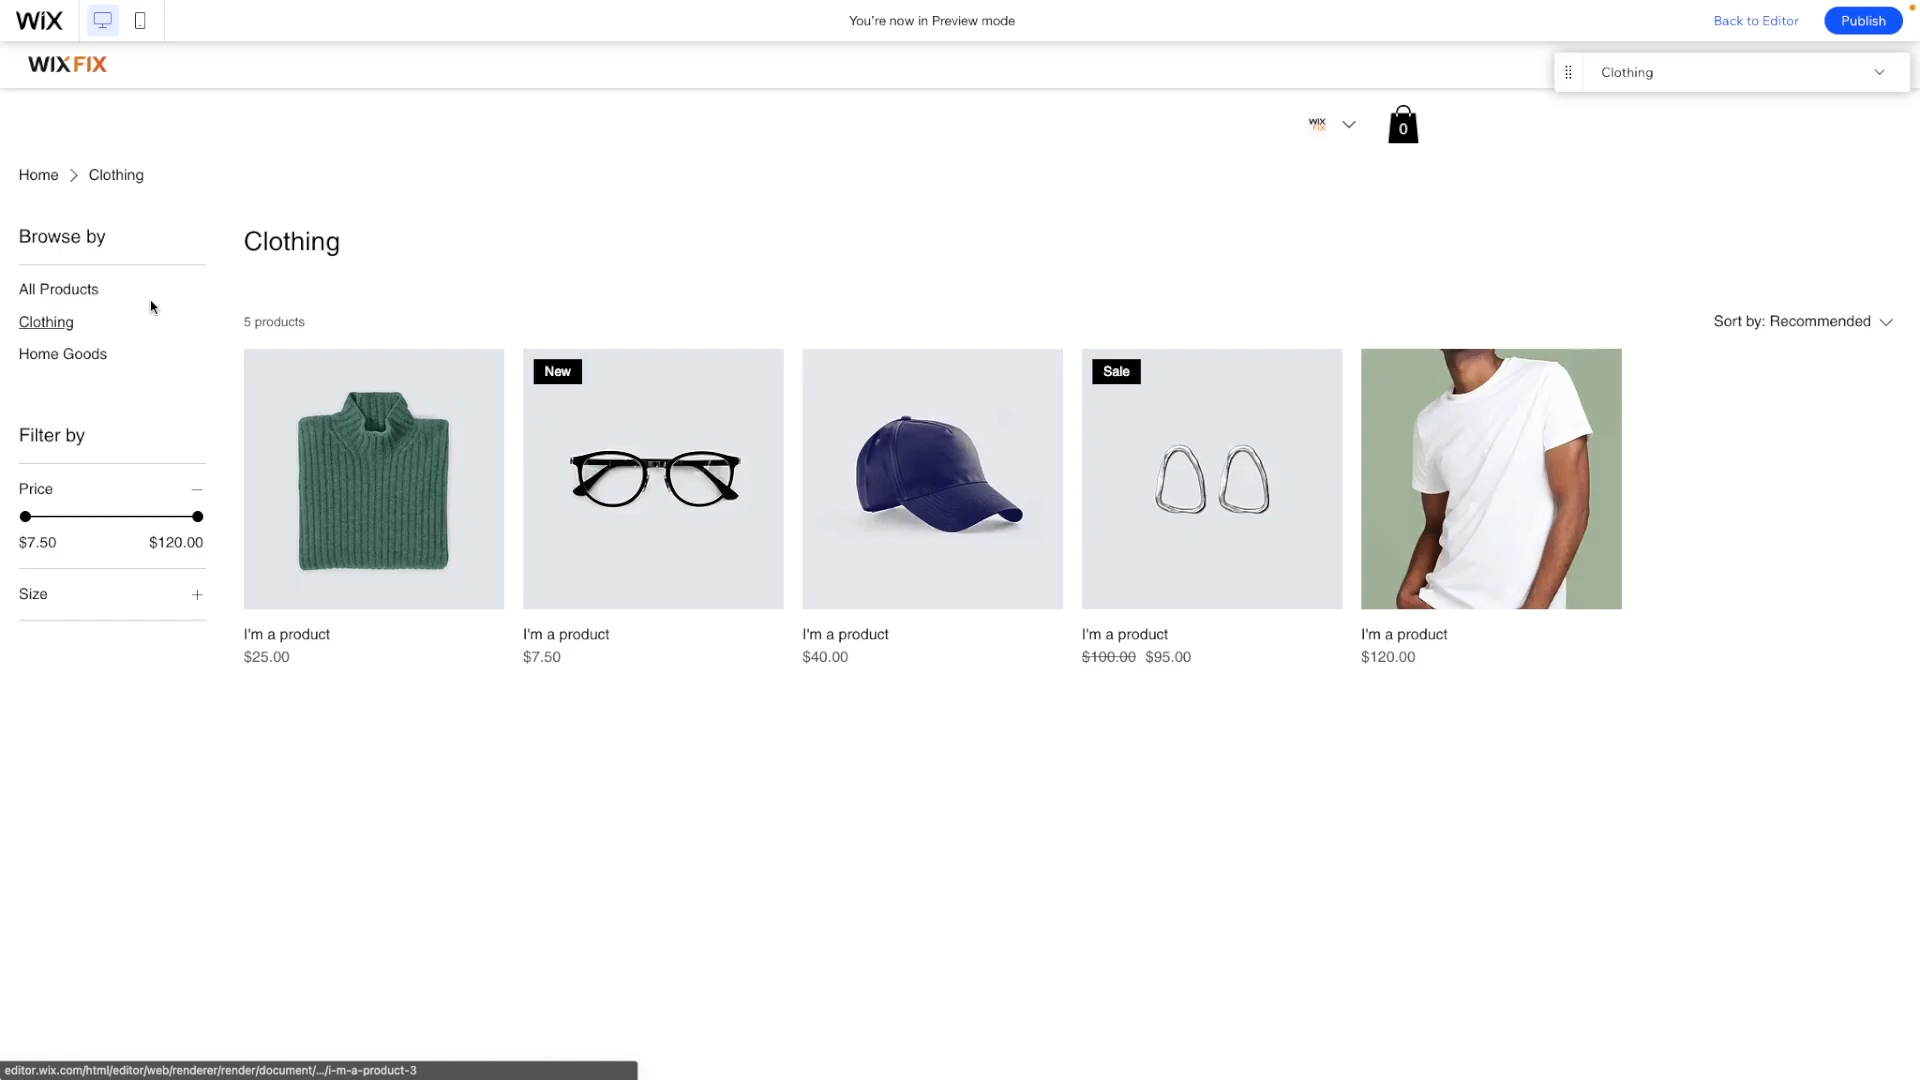 WiX
You're now in Preview mode
Back to Editor
Publish
WIXFIX
Clothing
WIX
FIX
0
Home
Clothing
Browse by
Clothing
All Products
Clothing
Home Goods
5 products
Sort by: Recommended
New
Sale
Filter by
Price
$7.50
$120.00
Size
I'm a product
$25.00
I'm a product
$7.50
I'm a product
$40.00
I'm a product
$100.00 $95.00
I'm a product
$120.00
editor.wix.com/html/editor/web/renderer/render/document/.../i-m-a-product-3